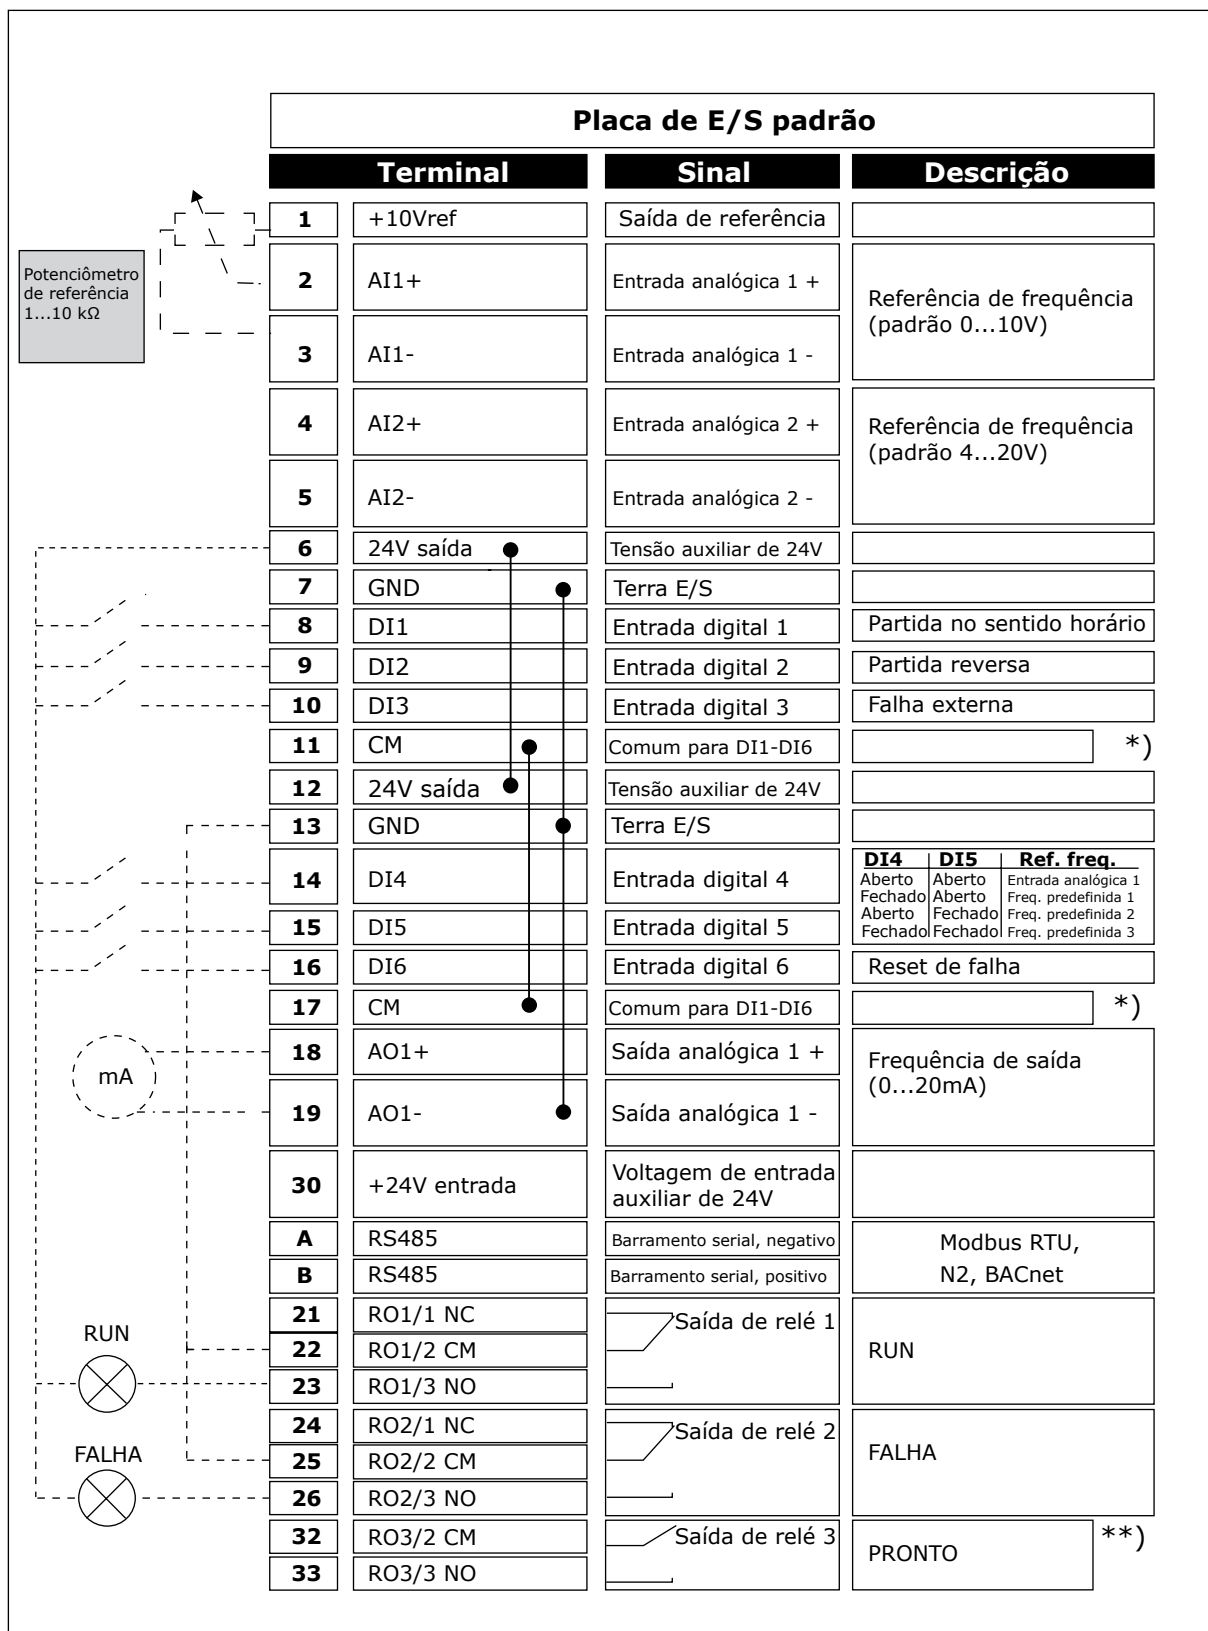 Placa de E/S padrão
Terminal Sinal Descrição
1 +10Vref Saída de referência
Potenciômetro
de referência
1...10 kΩ
2 AI1+ Entrada analógica 1 +
Referência de frequência
(padrão 0...10V)
3 AI1- Entrada analógica 1 -
4 AI2+ Entrada analógica 2 +
Referência de frequência
(padrão 4...20V)
5 AI2- Entrada analógica 2 -
6 24V saída Tensão auxiliar de 24V
7 GND Terra E/S
8 DI1 Entrada digital 1 Partida no sentido horário
9 DI2 Entrada digital 2 Partida reversa
10 DI3 Entrada digital 3 Falha externa
11 CM Comum para DI1-DI6 *)
12 24V saída Tensão auxiliar de 24V
13 GND Terra E/S
14 DI4 Entrada digital 4
DI4 DI5 Ref. freq.
Aberto Aberto Entrada analógica 1
Fechado Aberto Freq. predefinida 1
Aberto Fechado Freq. predefinida 2
Fechado Fechado Freq. predefinida 3
15 DI5 Entrada digital 5
16 DI6 Entrada digital 6 Reset de falha
17 CM Comum para DI1-DI6 *)
18 AO1+ Saída analógica 1 +
Frequência de saída
(0...20mA)
mA
19 AO1- Saída analógica 1 -
30 +24V entrada
Voltagem de entrada
auxiliar de 24V
A RS485 Barramento serial, negativo
Modbus RTU,
N2, BACnet
B RS485 Barramento serial, positivo
21 RO1/1 NC Saída de relé 1
RUN
22 RO1/2 CM RUN
23 RO1/3 NO
24 RO2/1 NC Saída de relé 2
FALHA
25 RO2/2 CM FALHA
26 RO2/3 NO
32 RO3/2 CM Saída de relé 3 **)
PRONTO
33 RO3/3 NO